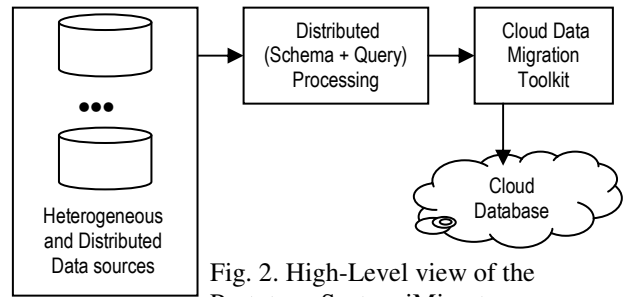 Distributed
(Schema + Query)
Processing
Cloud Data
Migration
Toolkit
Cloud
Database
Heterogeneous
and Distributed
Data sources
Fig. 2. High-Level view of the